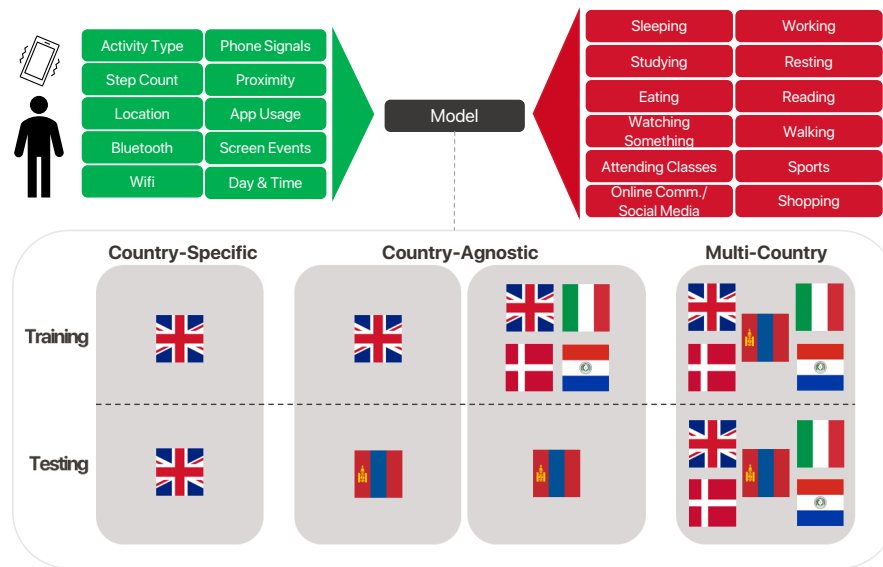 Activity Type
Phone Signals
Step Count
Proximity
Location
App Usage
Bluetooth
Screen Events
Wifi
Day & Time
Model
Sleeping
Working
Studying
Resting
Eating
Reading
Watching
Something
Walking
Attending Classes
Sports
Online Comm./
Social Media
Shopping
Country-Specific
Country-Agnostic
Multi-Country
Training
Testing